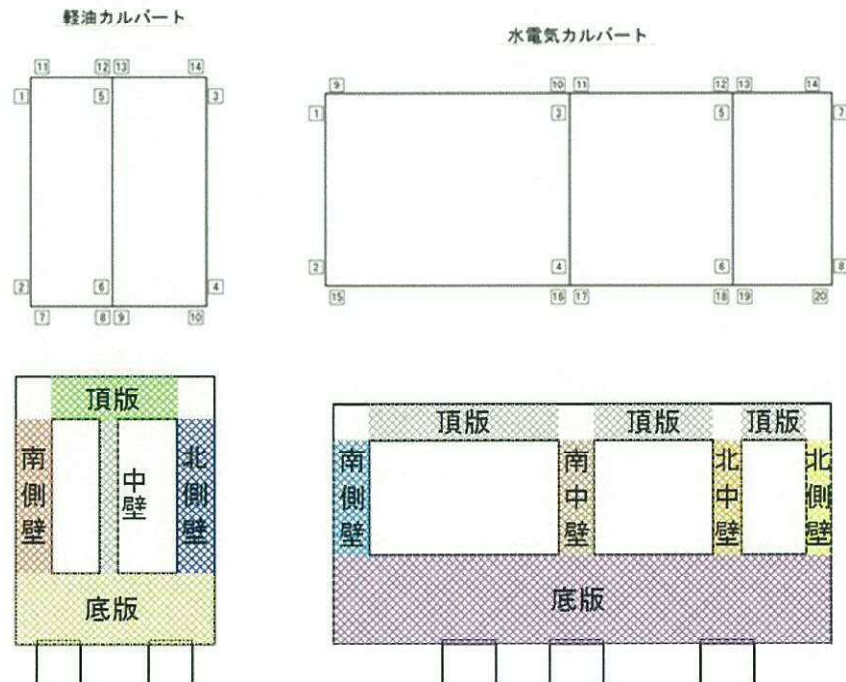 軽油カルバート
水電気カルバート
11 12 13 14
1 5 3
2 6 4
7 8 9 10
9 10 11 12 13 14
1 3 5 7
2 4 6 8
15 16 17 18 19 20
頂版
南側壁
中壁
北側壁
底版
頂版 頂版 頂版
南側壁
南中壁
北中壁
北側壁
底版